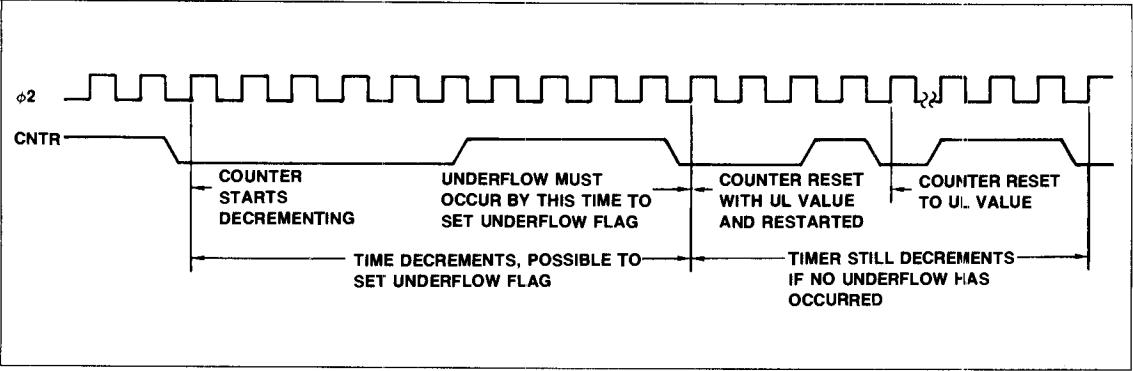 φ2
CNTR
COUNTER
STARTS
DECREMENTING
UNDERFLOW MUST
OCCUR BY THIS TIME TO
SET UNDERFLOW FLAG
COUNTER RESET
WITH UL VALUE
AND RESTARTED
COUNTER RESET
TO UL VALUE
TIME DECREMENTS, POSSIBLE TO
SET UNDERFLOW FLAG
TIMER STILL DECREMENTS
IF NO UNDERFLOW HAS
OCCURRED